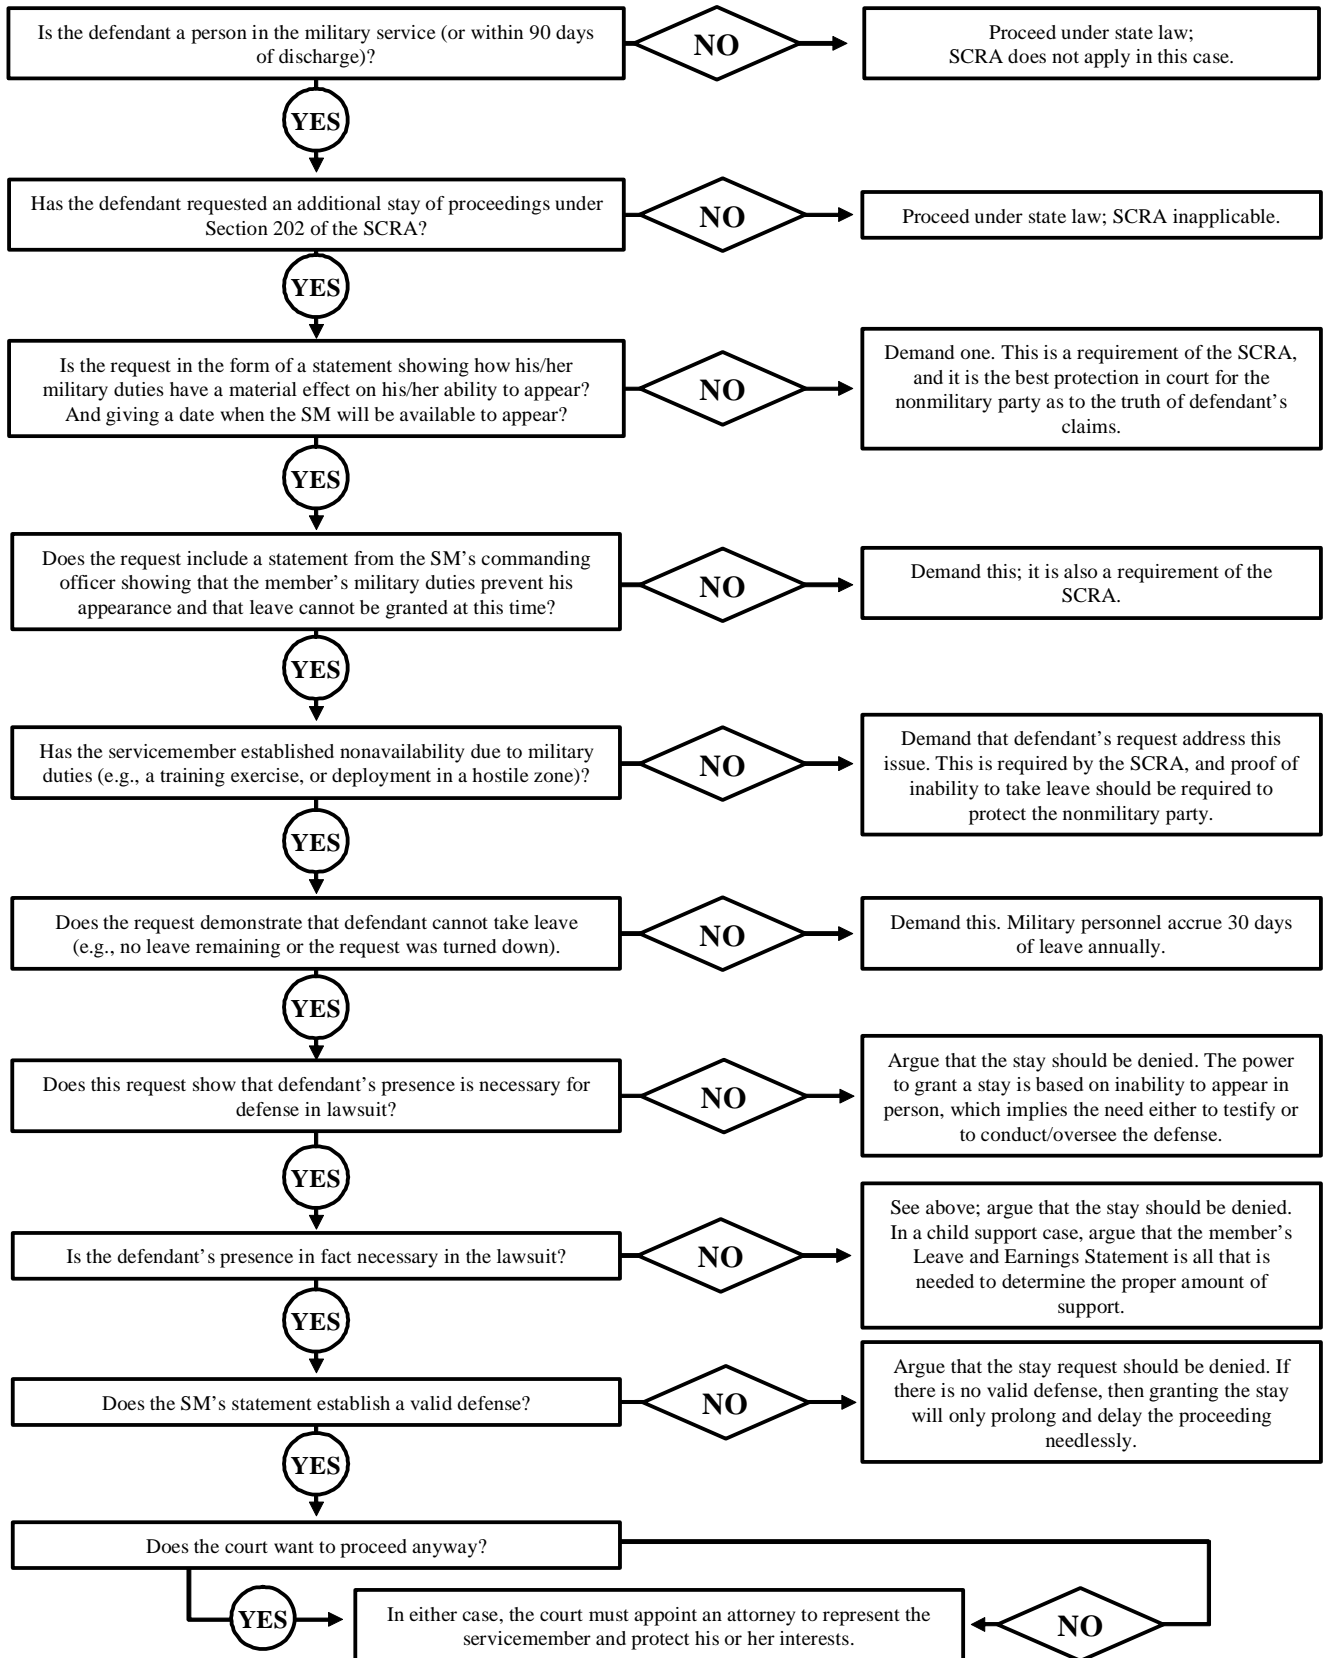 Is the defendant a person in the military service (or within 90 days
of discharge)?
NO
Proceed under state law;
SCRA does not apply in this case.
YES
Has the defendant requested an additional stay of proceedings under
Section 202 of the SCRA?
NO
Proceed under state law; SCRA inapplicable.
YES
Is the request in the form of a statement showing how his/her
military duties have a material effect on his/her ability to appear?
And giving a date when the SM will be available to appear?
NO
Demand one. This is a requirement of the SCRA,
and it is the best protection in court for the
nonmilitary party as to the truth of defendant’s
claims.
YES
Does the request include a statement from the SM’s commanding
officer showing that the member’s military duties prevent his
appearance and that leave cannot be granted at this time?
NO
Demand this; it is also a requirement of the
SCRA.
YES
Has the servicemember established nonavailability due to military
duties (e.g., a training exercise, or deployment in a hostile zone)?
NO
Demand that defendant’s request address this
issue. This is required by the SCRA, and proof of
inability to take leave should be required to
protect the nonmilitary party.
YES
Does the request demonstrate that defendant cannot take leave
(e.g., no leave remaining or the request was turned down).
NO
Demand this. Military personnel accrue 30 days
of leave annually.
YES
Does this request show that defendant’s presence is necessary for
defense in lawsuit?
NO
Argue that the stay should be denied. The power
to grant a stay is based on inability to appear in
person, which implies the need either to testify or
to conduct/oversee the defense.
YES
Is the defendant’s presence in fact necessary in the lawsuit?
NO
See above; argue that the stay should be denied.
In a child support case, argue that the member’s
Leave and Earnings Statement is all that is
needed to determine the proper amount of
support.
YES
Does the SM’s statement establish a valid defense?
NO
Argue that the stay request should be denied. If
there is no valid defense, then granting the stay
will only prolong and delay the proceeding
needlessly.
YES
Does the court want to proceed anyway?
YES
In either case, the court must appoint an attorney to represent the
servicemember and protect his or her interests.
NO